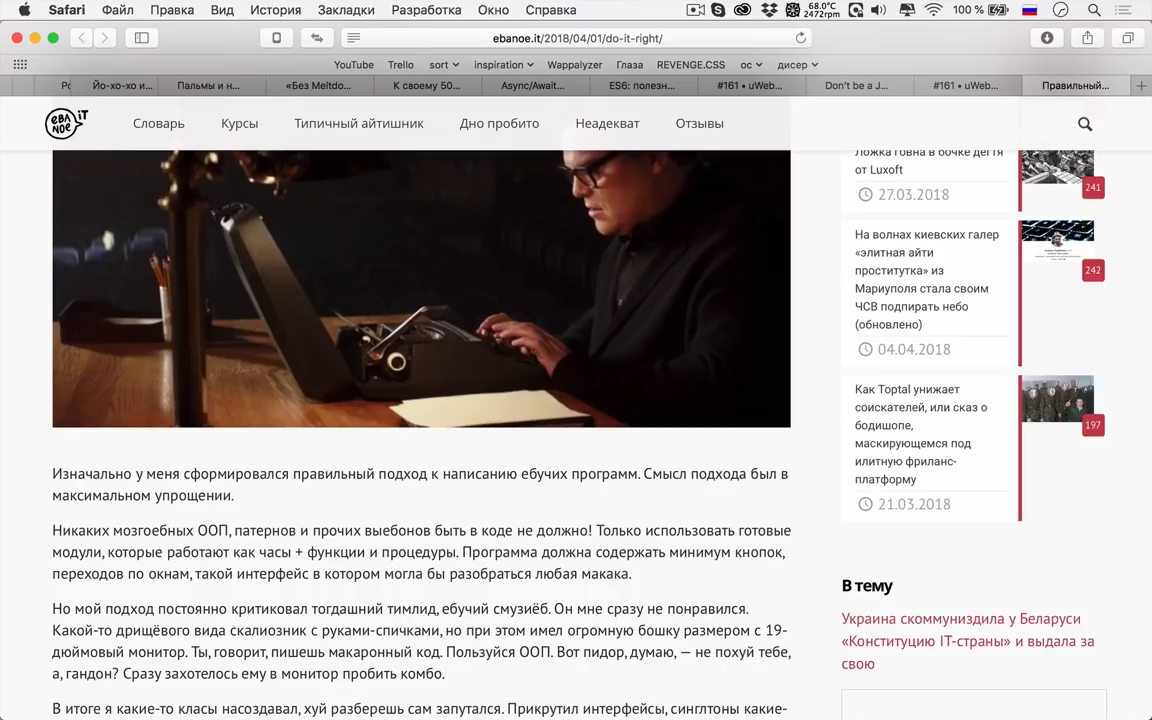 Safari Файл Правка Вид История Закладки Разработка Окно Справка 68.0°C 2472rpm 100 %
ebanoe.it/2018/04/01/do-it-right/
YouTube Trello sort inspiration Wappalyzer Глаза REVENGE.CSS ос дисер
Рс Йо-хо-хо и... Пальмы и н... «Без Meltdo... К своему 50... Async/Await... ES6: полезн... #161 • uWeb... Don't be a J... #161 • uWeb... Правильный...
ебаное IT Словарь Курсы Типичный айтишник Дно пробито Неадекват Отзывы
Ложка говна в бочке дегтя
от Luxoft
27.03.2018
241
На волнах киевских галер
«элитная айти
проститутка» из
Мариуполя стала своим
ЧСВ подпирать небо
(обновлено)
04.04.2018
242
Как Toptal унижает
соискателей, или сказ о
бодишопе,
маскирующемся под
илитную фриланс-
платформу
21.03.2018
197
Изначально у меня сформировался правильный подход к написанию ебучих программ. Смысл подхода был в
максимальном упрощении.
Никаких мозгоебных ООП, патернов и прочих выебонов быть в коде не должно! Только использовать готовые
модули, которые работают как часы + функции и процедуры. Программа должна содержать минимум кнопок,
переходов по окнам, такой интерфейс в котором могла бы разобраться любая макака.
Но мой подход постоянно критиковал тогдашний тимлид, ебучий смузиёб. Он мне сразу не понравился.
Какой-то дрищёвого вида скалиозник с руками-спичками, но при этом имел огромную бошку размером с 19-
дюймовый монитор. Ты, говорит, пишешь макаронный код. Пользуйся ООП. Вот пидор, думаю, — не похуй тебе,
а, гандон? Сразу захотелось ему в монитор пробить комбо.
В итоге я какие-то класы насоздавал, хуй разберешь сам запутался. Прикрутил интерфейсы, синглтоны какие-
В тему
Украина скоммуниздила у Беларуси
«Конституцию IT-страны» и выдала за
свою